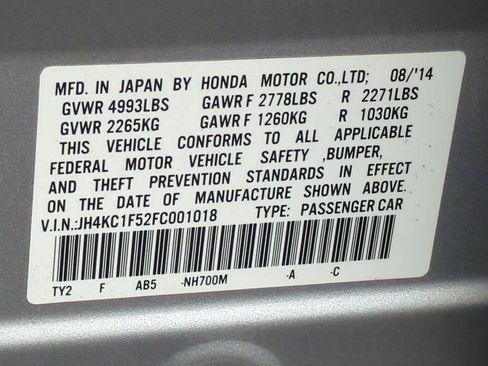 MFD. IN JAPAN BY HONDA MOTOR CO.,LTD; 08/'14
GVWR 4993LBS GAWR F 2778LBS R 2271LBS
GVWR 2265KG GAWR F 1260KG R 1030KG
THIS VEHICLE CONFORMS TO ALL APPLICABLE
FEDERAL MOTOR VEHICLE SAFETY ,BUMPER,
AND THEFT PREVENTION STANDARDS IN EFFECT
ON THE DATE OF MANUFACTURE SHOWN ABOVE.
V.I.N.:JH4KC1F52FC001018 TYPE: PASSENGER CAR
TY2 F AB5 -NH700M -A -C